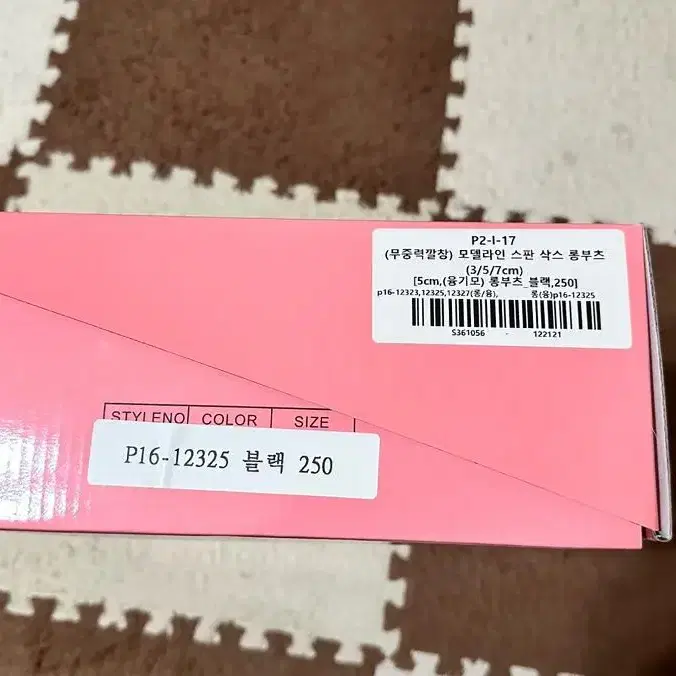 P2-I-17
(무중력깔창) 모델라인 스판 삭스 롱부츠
(3/5/7cm)
[5cm,(융기모) 롱부츠_블랙,250]
p16-12323,12325,12327(롱/융), 롱(융)p16-12325
S361056 - 122121
STYLENO COLOR SIZE
P16-12325 블랙 250